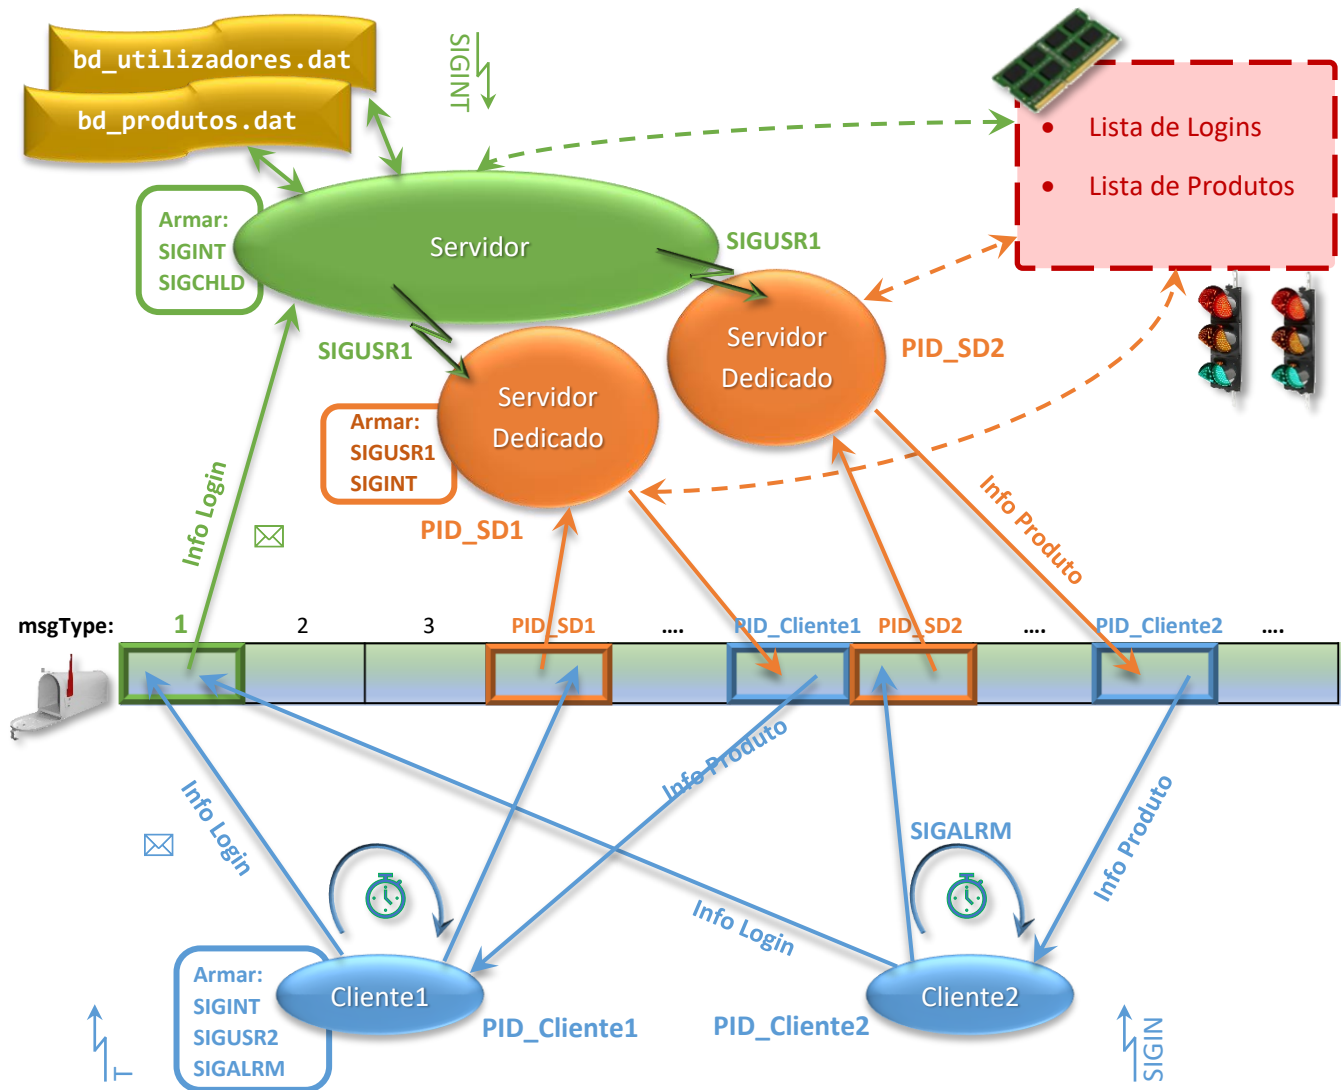 bd_utilizadores.dat
bd_produtos.dat
SIGINT
• Lista de Logins
• Lista de Produtos
Armar:
SIGINT
SIGCHLD
Servidor
SIGUSR1
SIGUSR1
Servidor
Dedicado
PID_SD2
Servidor
Dedicado
Armar:
SIGUSR1
SIGINT
PID_SD1
Info Login
Info Produto
msgType: 1 2 3 PID_SD1 .... PID_Cliente1 PID_SD2 .... PID_Cliente2 ....
Info Produto
Info Login
Info Login
SIGALRM
Info Produto
Armar:
SIGINT
SIGUSR2
SIGALRM
Cliente1
PID_Cliente1
PID_Cliente2
Cliente2
T
SIGIN